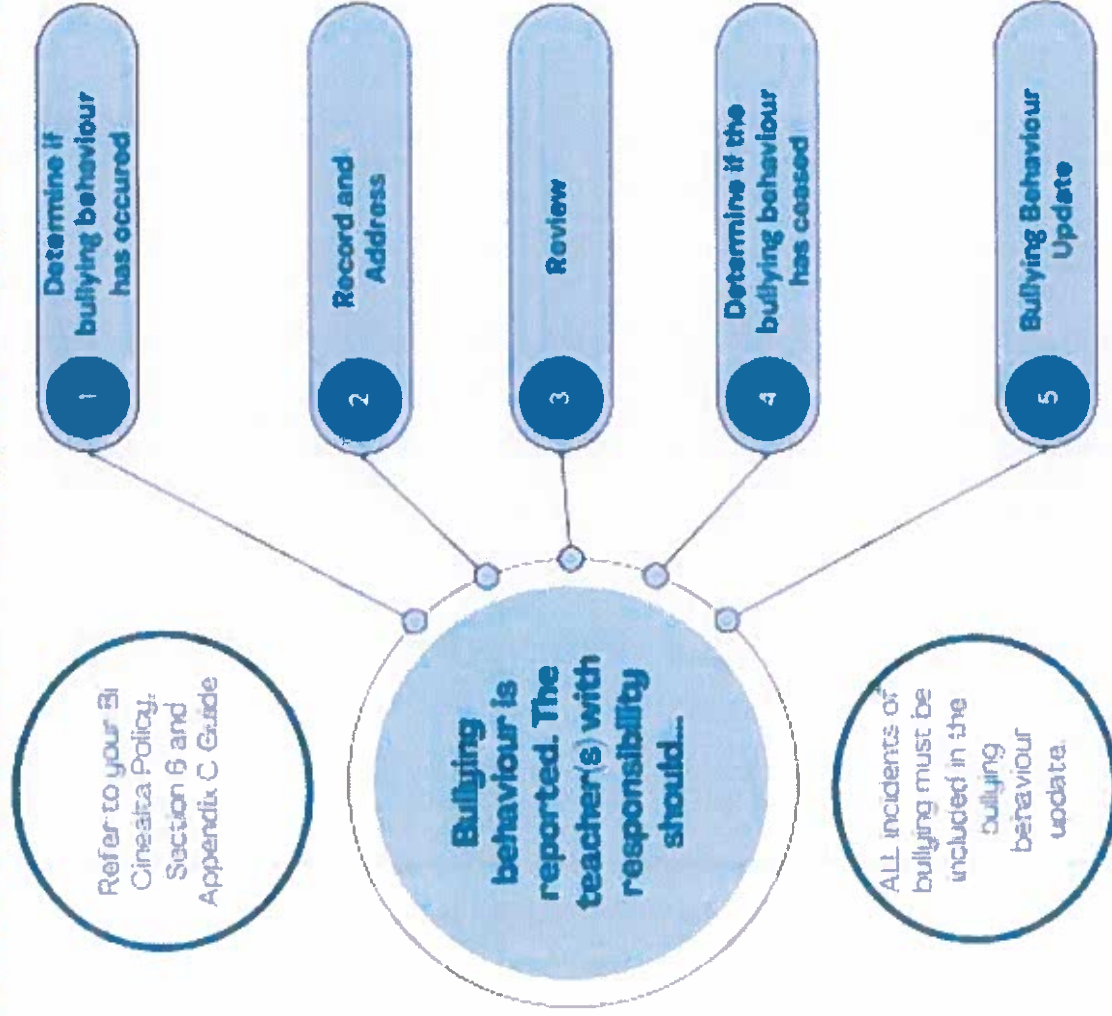 Refer to your Bí
Cineálta Policy,
Section 6 and
Appendix C Guide
Bullying
behaviour is
reported. The
teacher(s) with
responsibility
should...
ALL incidents of
bullying must be
included in the
bullying
behaviour
update.
1
Determine if
bullying behaviour
has occured
2
Record and
Address
3
Review
4
Determine if the
bullying behaviour
has ceased
5
Bullying Behaviour
Update